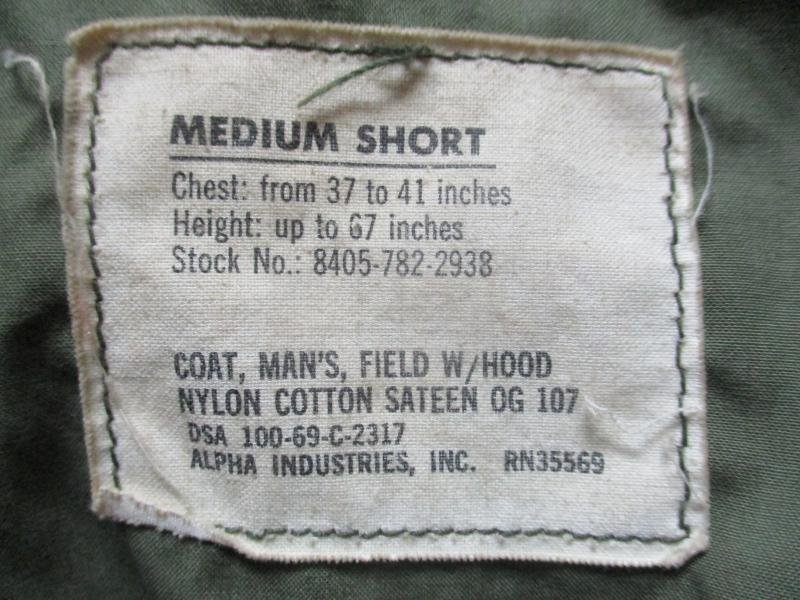 MEDIUM SHORT
Chest: from 37 to 41 inches
Height: up to 67 inches
Stock No.: 8405-782-2938
COAT, MAN'S, FIELD W/HOOD
NYLON COTTON SATEEN OG 107
DSA 100-69-C-2317
ALPHA INDUSTRIES, INC. RN35569